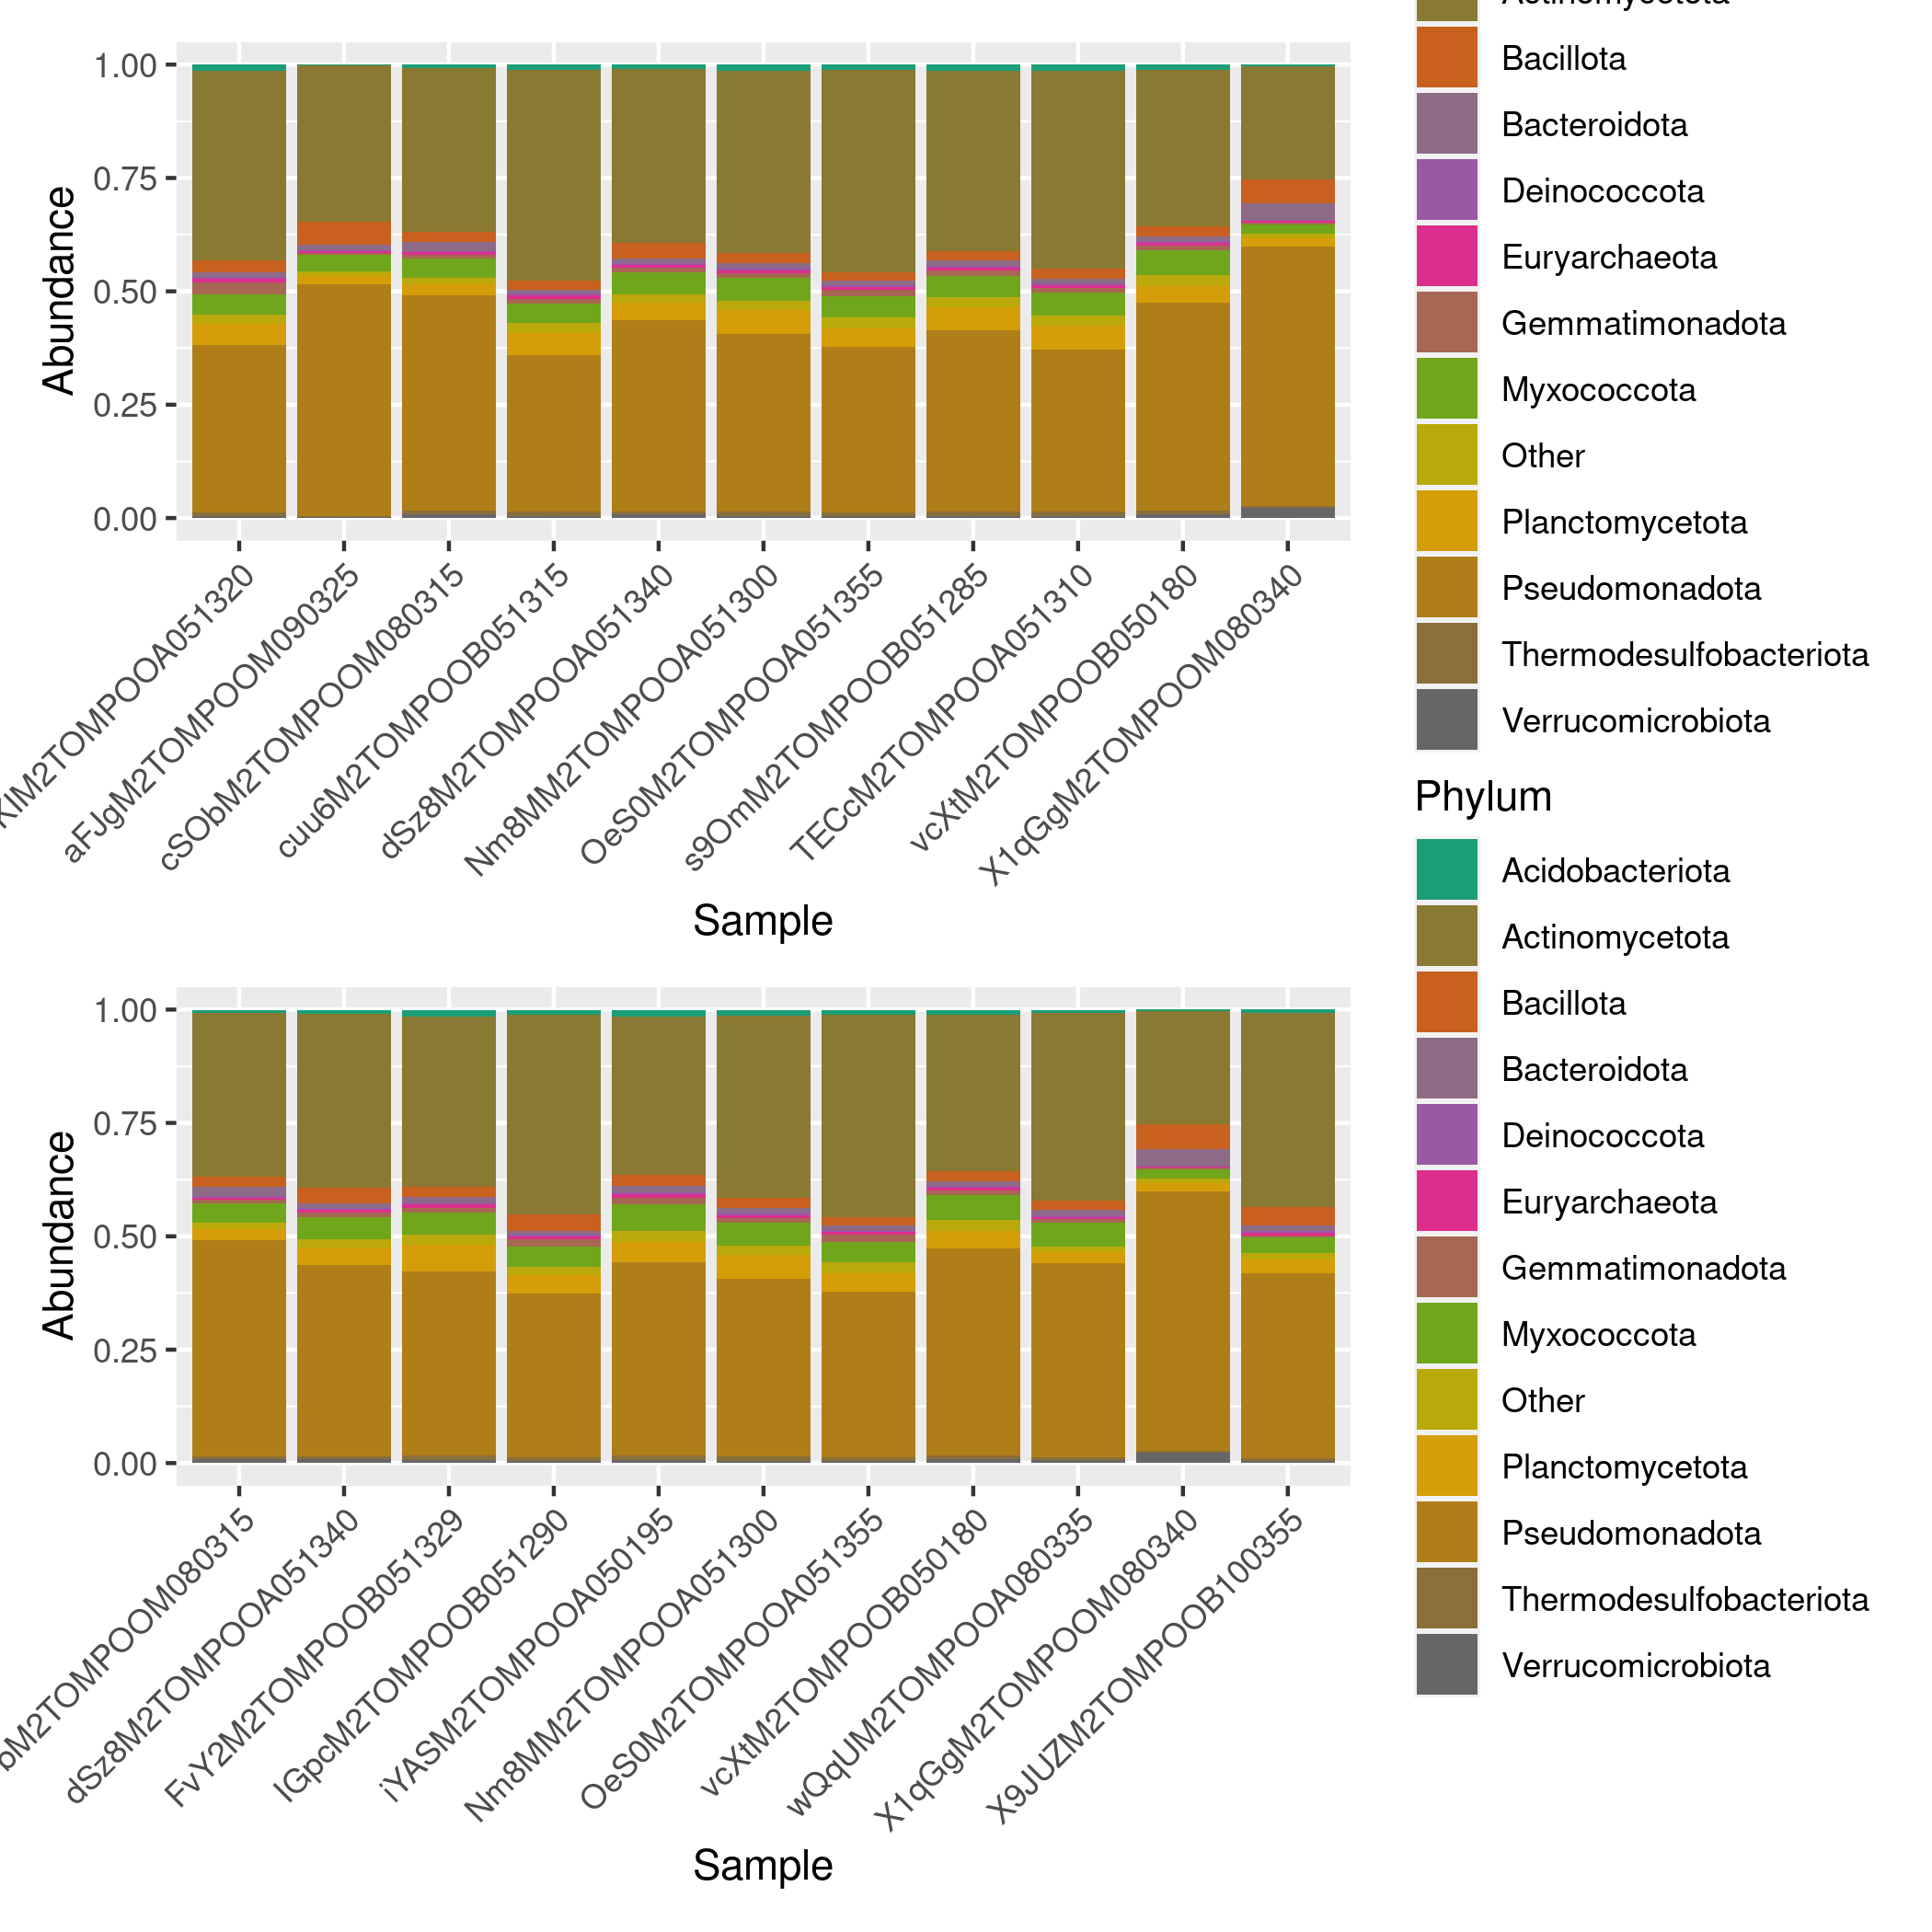 Actinomycetota
Bacillota
Bacteroidota
Deinococcota
Euryarchaeota
Gemmatimonadota
Myxococcota
Other
Planctomycetota
Pseudomonadota
Thermodesulfobacteriota
Verrucomicrobiota
Abundance
1.00
0.75
0.50
0.25
0.00
KIM2TOMPOOA051320
aFJgM2TOMPOOM090325
cSObM2TOMPOOM080315
cuu6M2TOMPOOB051315
dSz8M2TOMPOOA051340
Nm8MM2TOMPOOA051300
OeS0M2TOMPOOA051355
s9OmM2TOMPOOB051285
TECcM2TOMPOOA051310
vcXtM2TOMPOOB050180
X1qGgM2TOMPOOM080340
Sample
Phylum
Acidobacteriota
Actinomycetota
Bacillota
Bacteroidota
Deinococcota
Euryarchaeota
Gemmatimonadota
Myxococcota
Other
Planctomycetota
Pseudomonadota
Thermodesulfobacteriota
Verrucomicrobiota
Abundance
1.00
0.75
0.50
0.25
0.00
bM2TOMPOOM080315
dSz8M2TOMPOOA051340
FvY2M2TOMPOOB051329
IGpcM2TOMPOOB051290
iYASM2TOMPOOA050195
Nm8MM2TOMPOOA051300
OeS0M2TOMPOOA051355
vcXtM2TOMPOOB050180
wQqUM2TOMPOOA080335
X1qGgM2TOMPOOM080340
X9JUZM2TOMPOOB100355
Sample